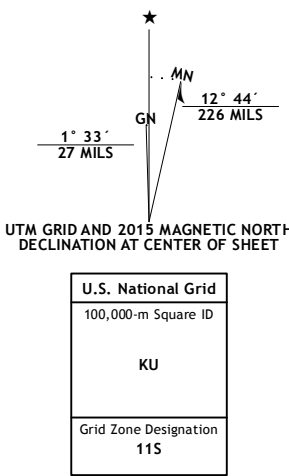 ★
MN
GN
12° 44´
226 MILS
1° 33´
27 MILS
UTM GRID AND 2015 MAGNETIC NORTH
DECLINATION AT CENTER OF SHEET
U.S. National Grid
100,000-m Square ID
KU
Grid Zone Designation
11S